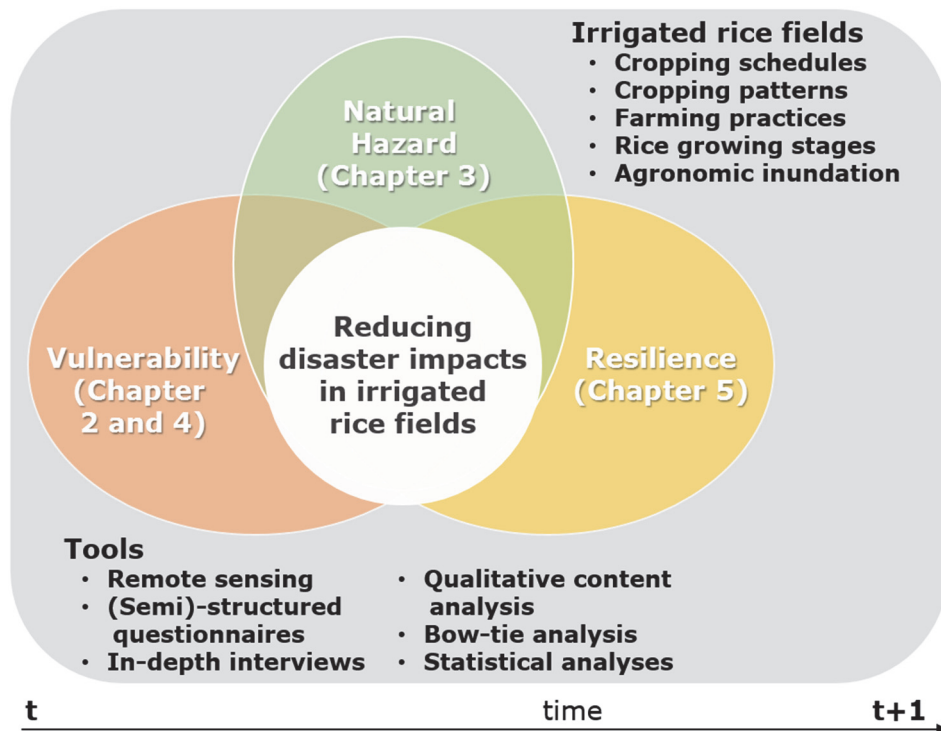 Irrigated rice fields
• Cropping schedules
• Cropping patterns
• Farming practices
• Rice growing stages
• Agronomic inundation
Natural
Hazard
(Chapter 3)
Vulnerability
(Chapter
2 and 4)
Reducing
disaster impacts
in irrigated
rice fields
Resilience
(Chapter 5)
Tools
• Remote sensing
• (Semi)-structured
questionnaires
• In-depth interviews
• Qualitative content
analysis
• Bow-tie analysis
• Statistical analyses
t
time
t+1